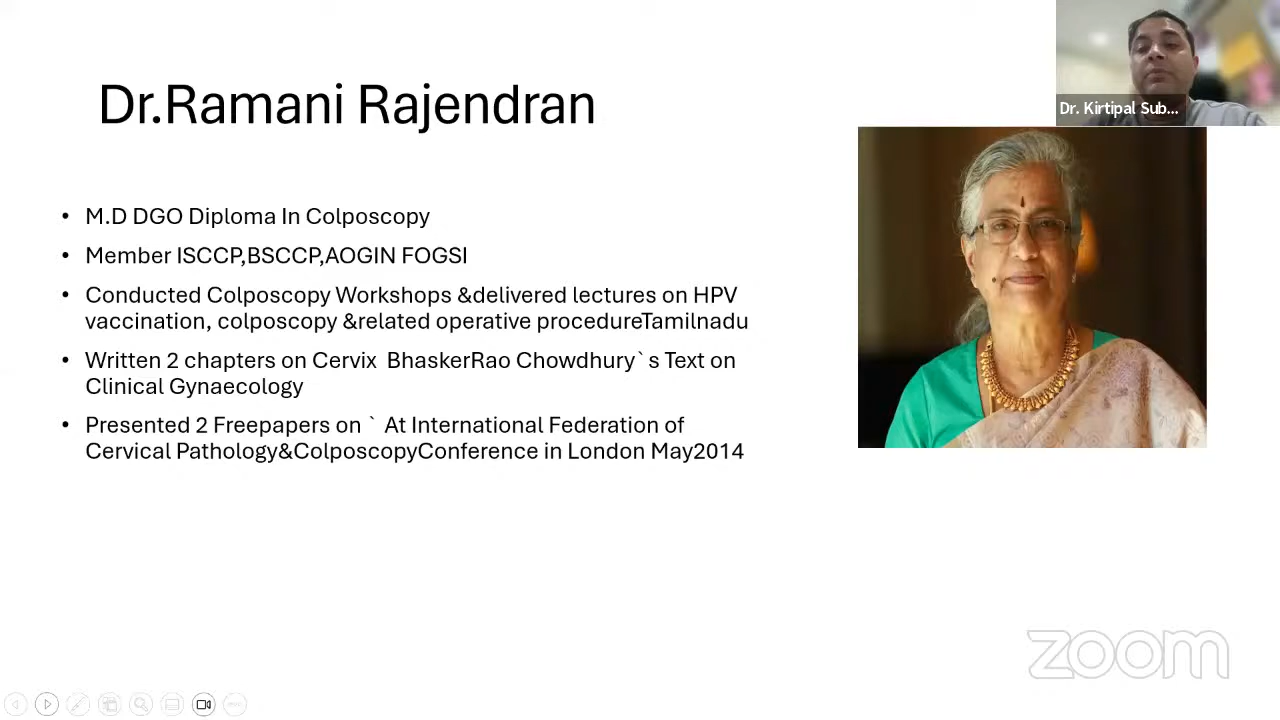 Dr.Ramani Rajendran
Dr. Kirtipal Sub...
• M.D DGO Diploma In Colposcopy
• Member ISCCP,BSCCP,AOGIN FOGSI
• Conducted Colposcopy Workshops &delivered lectures on HPV
vaccination, colposcopy &related operative procedureTamilnadu
• Written 2 chapters on Cervix  BhaskerRao Chowdhury`s Text on
Clinical Gynaecology
• Presented 2 Freepapers on ` At International Federation of
Cervical Pathology&ColposcopyConference in London May2014
zoom